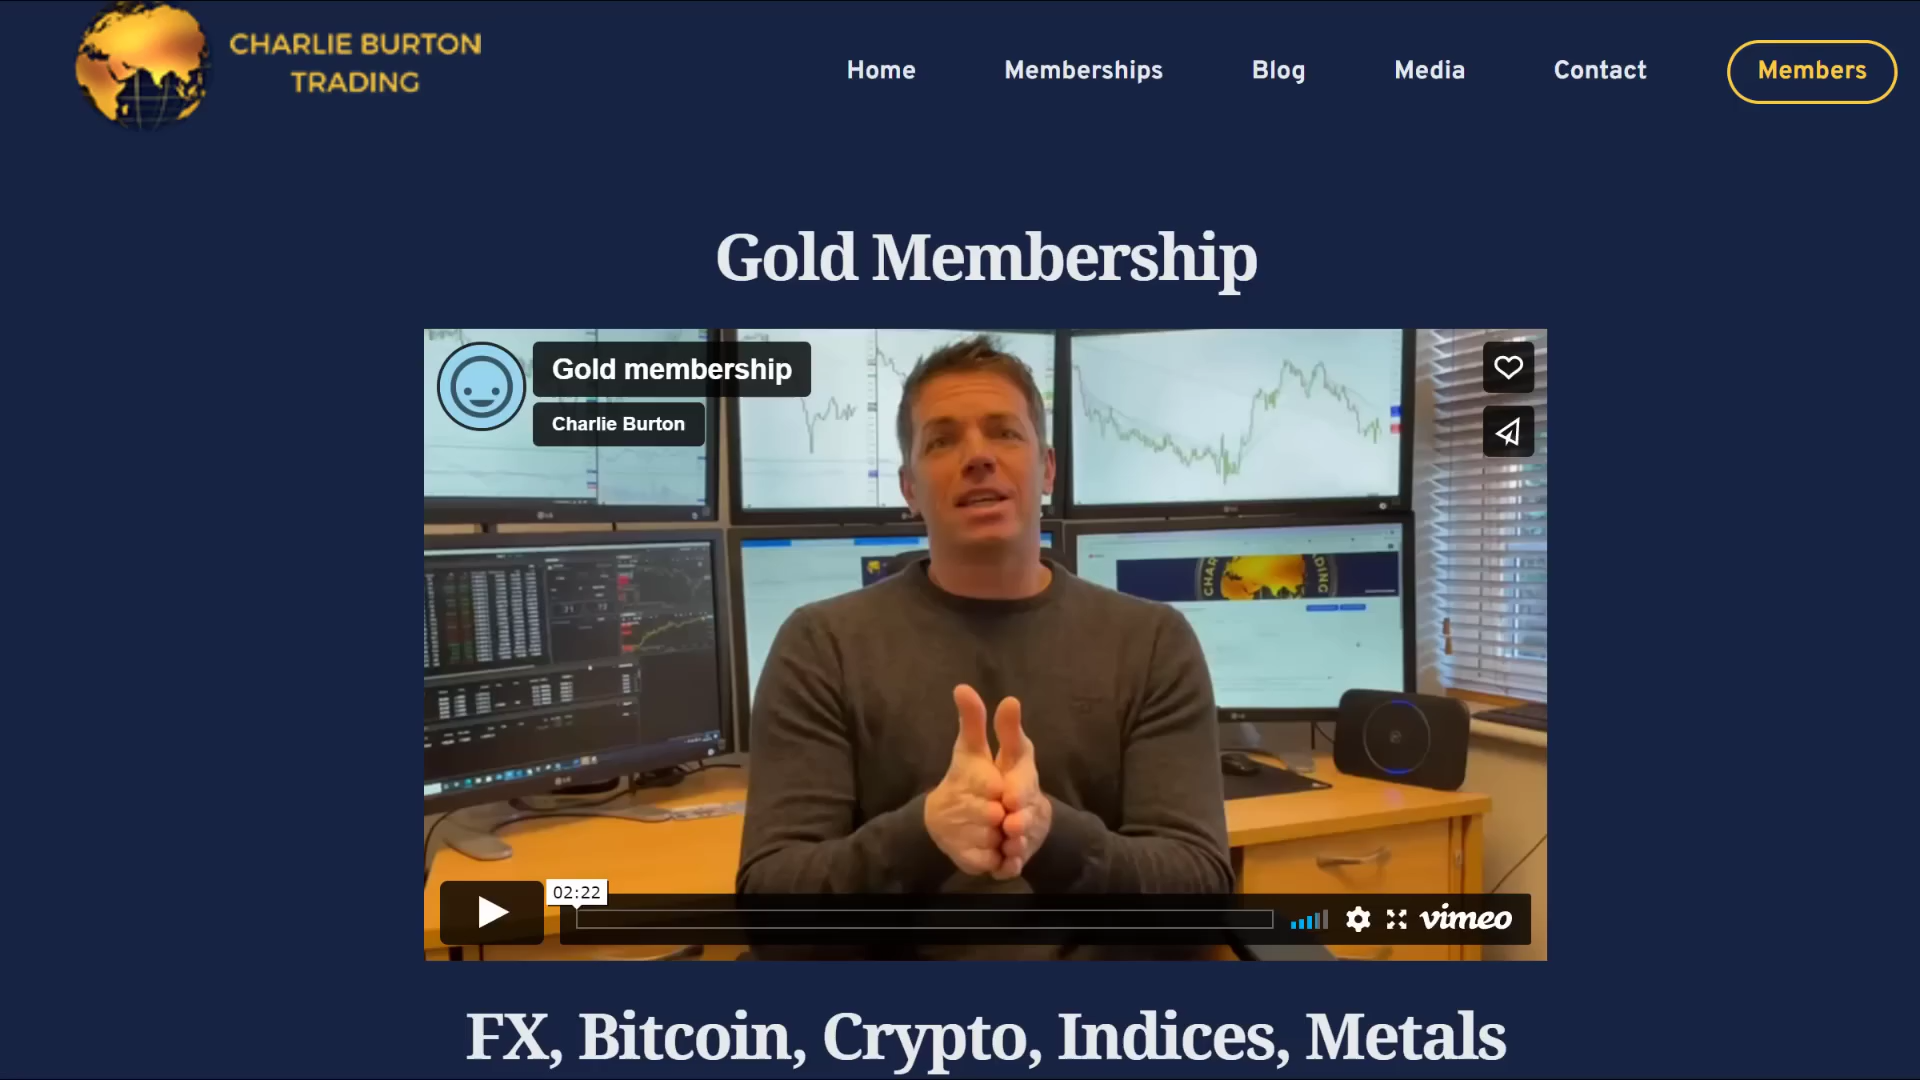 CHARLIE BURTON
TRADING
Home
Memberships
Blog
Media
Contact
Members
Gold Membership
Gold membership
Charlie Burton
02:22
vimeo
FX, Bitcoin, Crypto, Indices, Metals